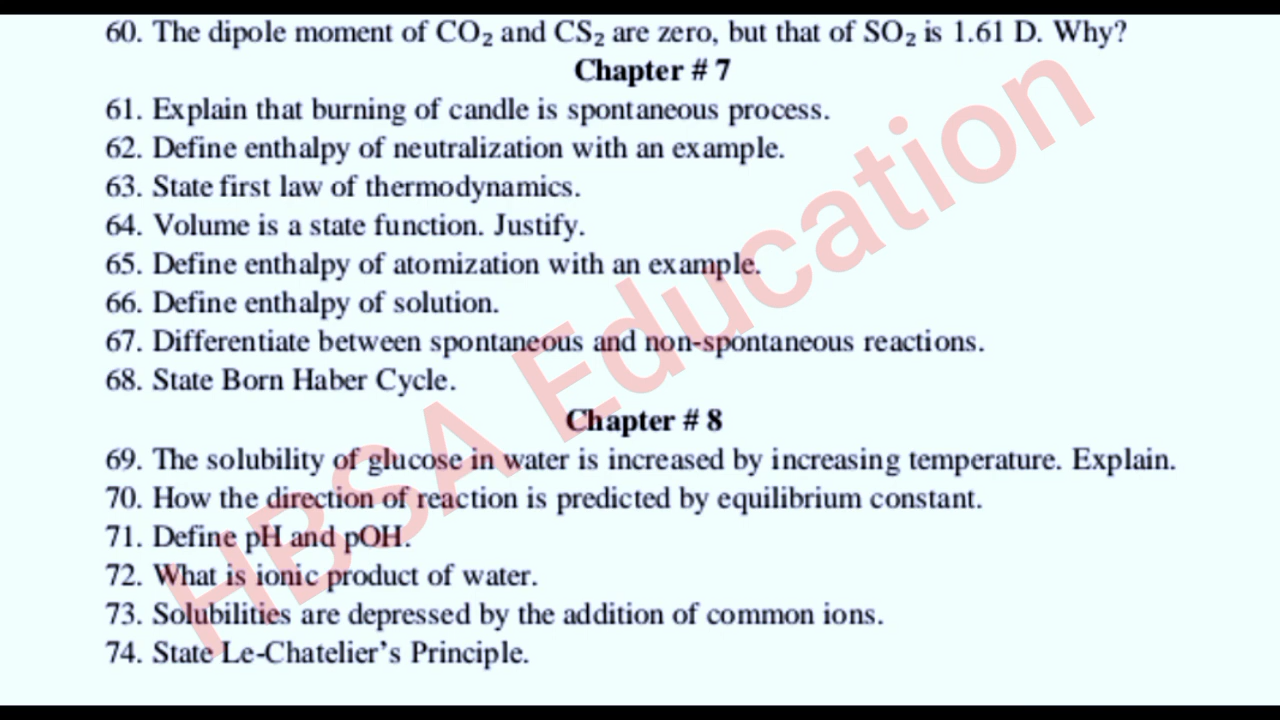 60. The dipole moment of CO₂ and CS₂ are zero, but that of SO₂ is 1.61 D. Why?
Chapter # 7
61. Explain that burning of candle is spontaneous process.
62. Define enthalpy of neutralization with an example.
63. State first law of thermodynamics.
64. Volume is a state function. Justify.
65. Define enthalpy of atomization with an example.
66. Define enthalpy of solution.
67. Differentiate between spontaneous and non-spontaneous reactions.
68. State Born Haber Cycle.
Chapter # 8
69. The solubility of glucose in water is increased by increasing temperature. Explain.
70. How the direction of reaction is predicted by equilibrium constant.
71. Define pH and pOH.
72. What is ionic product of water.
73. Solubilities are depressed by the addition of common ions.
74. State Le-Chatelier’s Principle.
HBSA Education